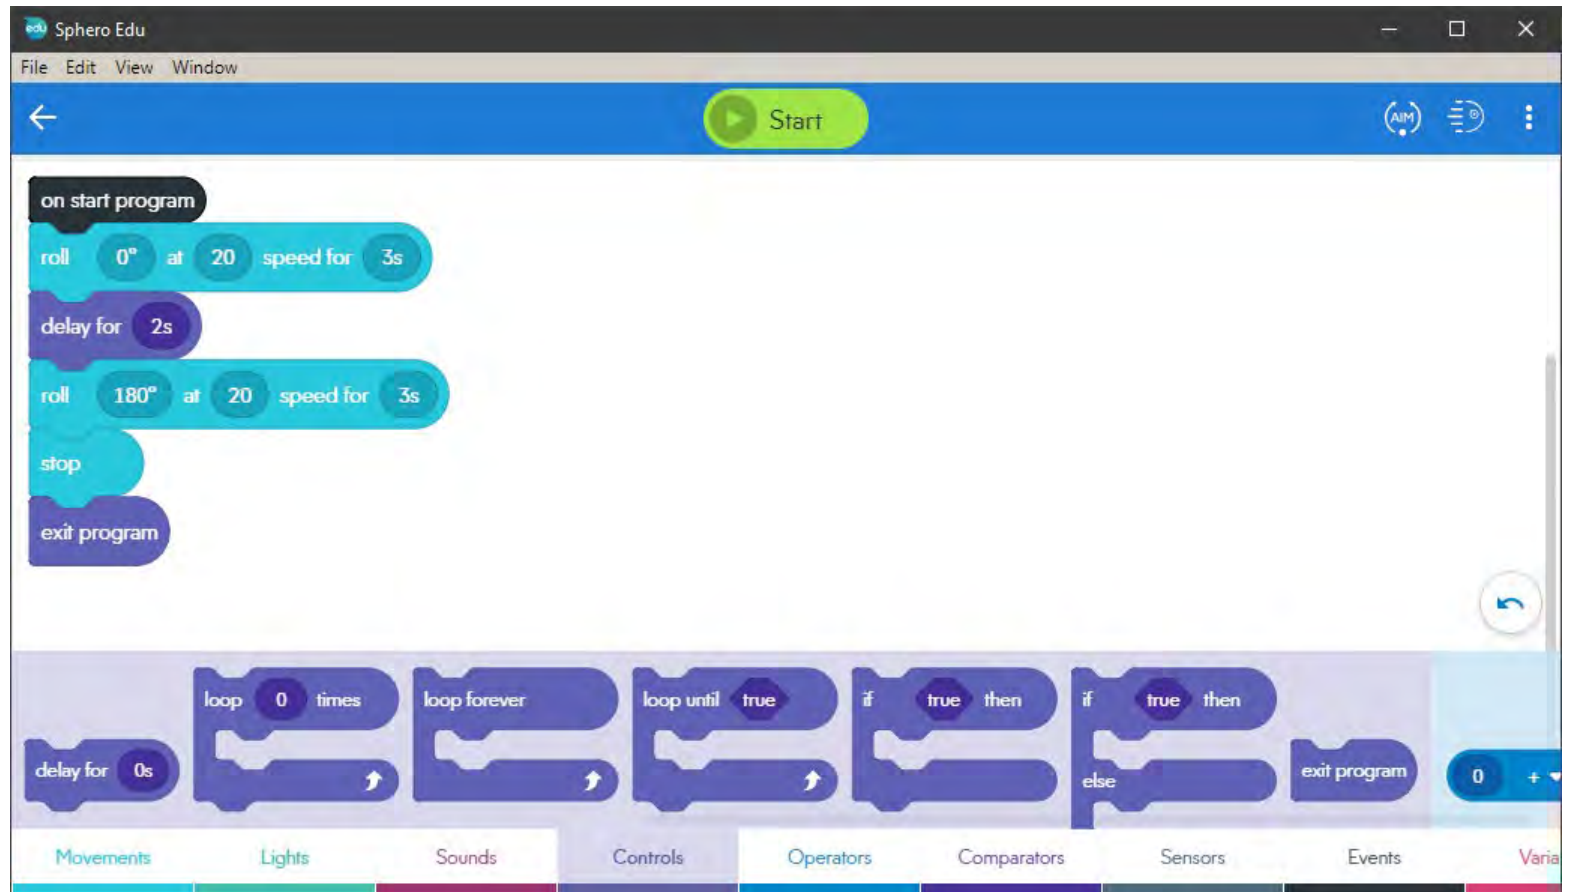 edu Sphero Edu
File Edit View Window
Start
AIM
on start program
roll 0° at 20 speed for 3s
delay for 2s
roll 180° at 20 speed for 3s
stop
exit program
delay for 0s
loop 0 times
loop forever
loop until true
if true then
if true then
else
exit program
0 +
Movements Lights Sounds Controls Operators Comparators Sensors Events Varia